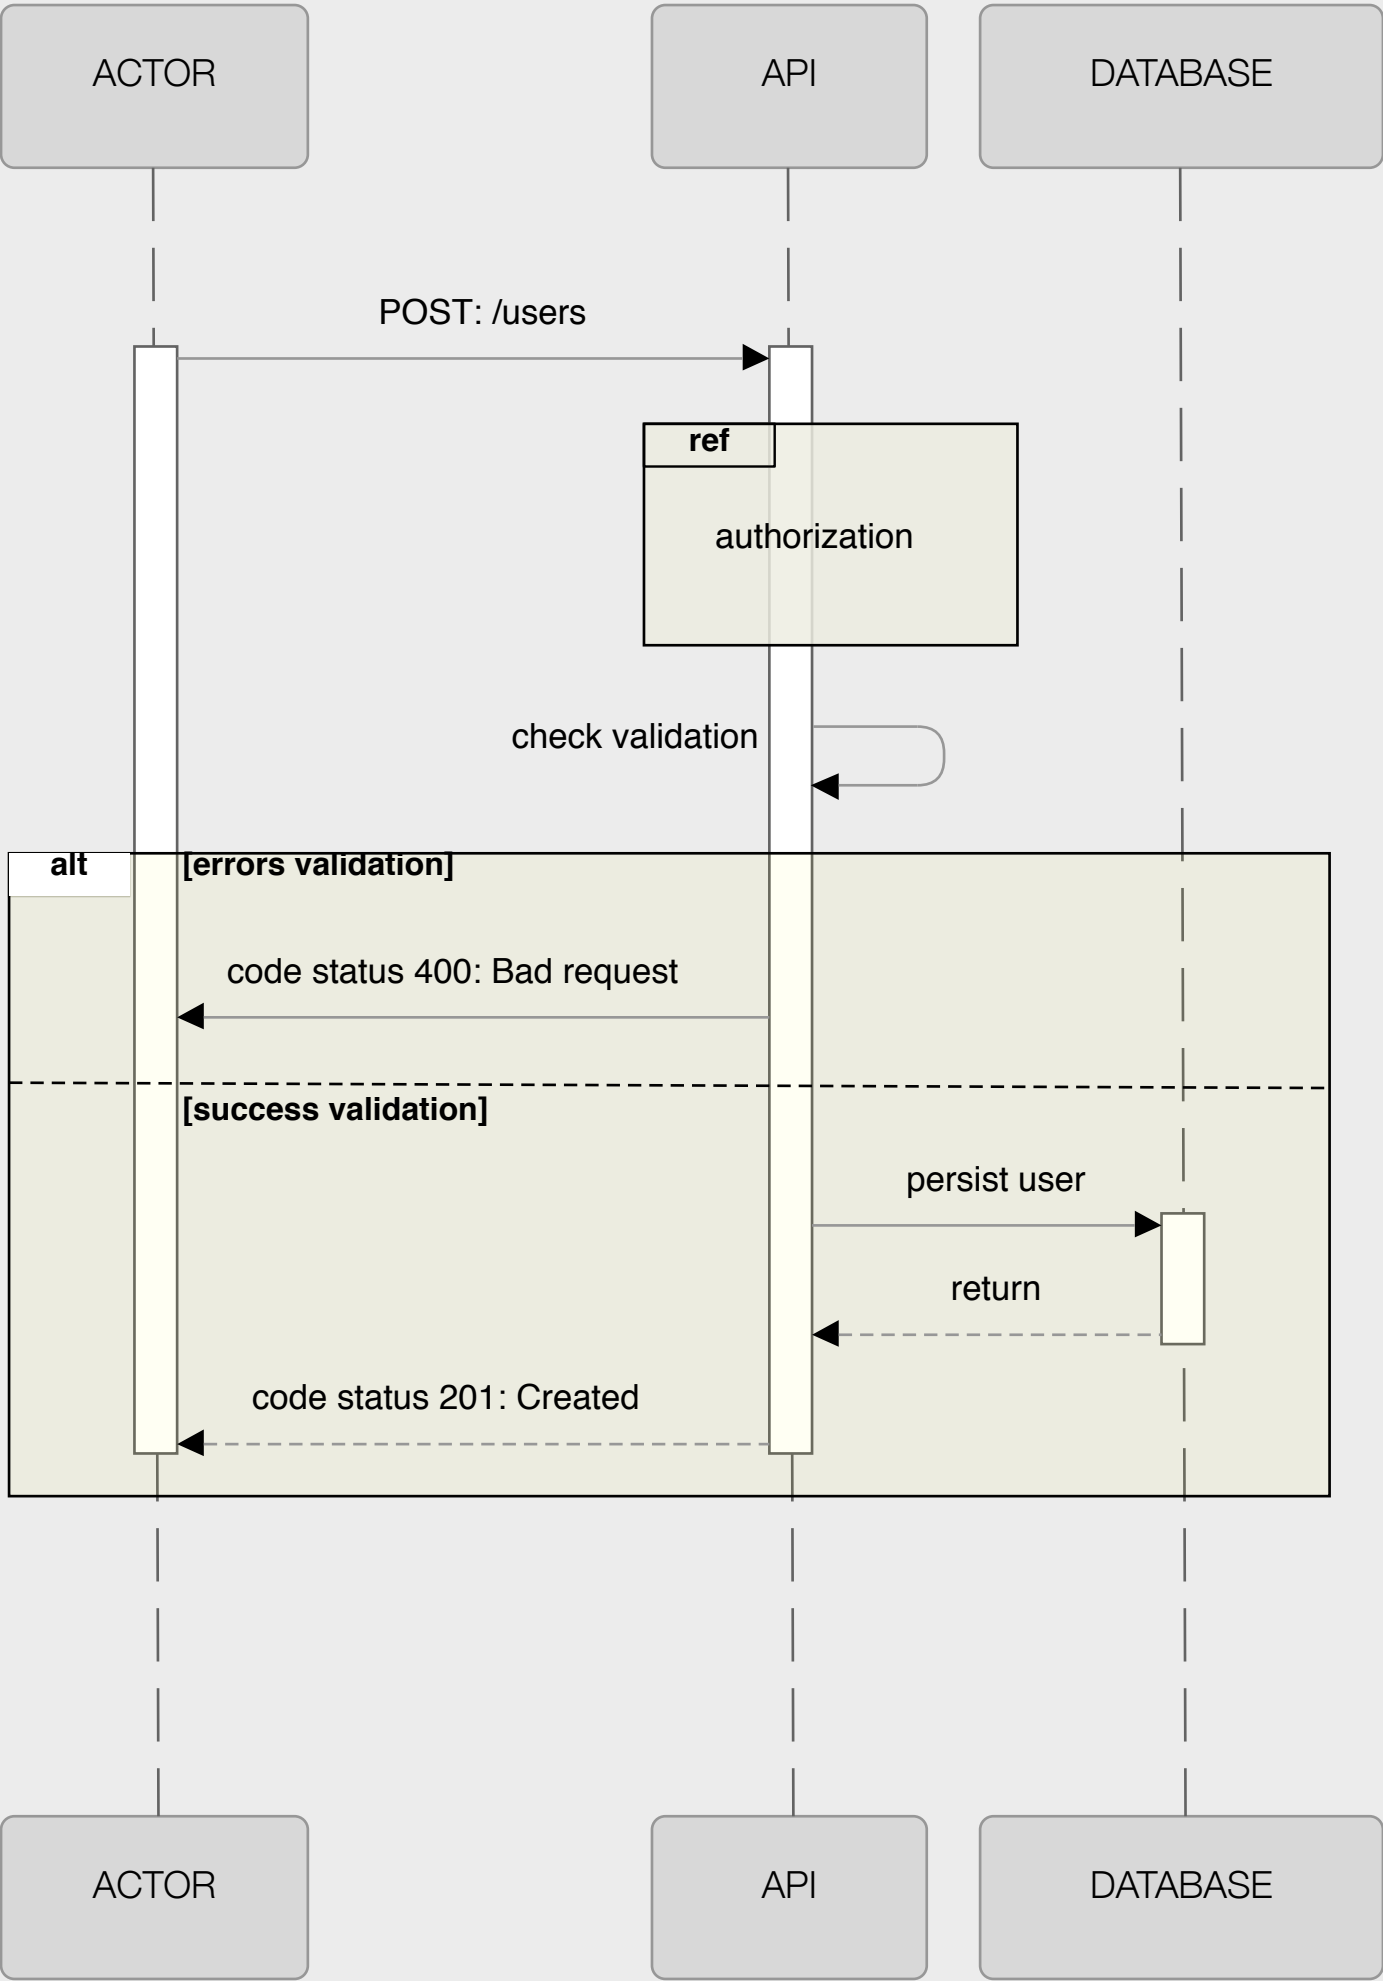 ACTOR
API
DATABASE
POST: /users
ref
authorization
check validation
alt
[errors validation]
code status 400: Bad request
[success validation]
persist user
return
code status 201: Created
ACTOR
API
DATABASE